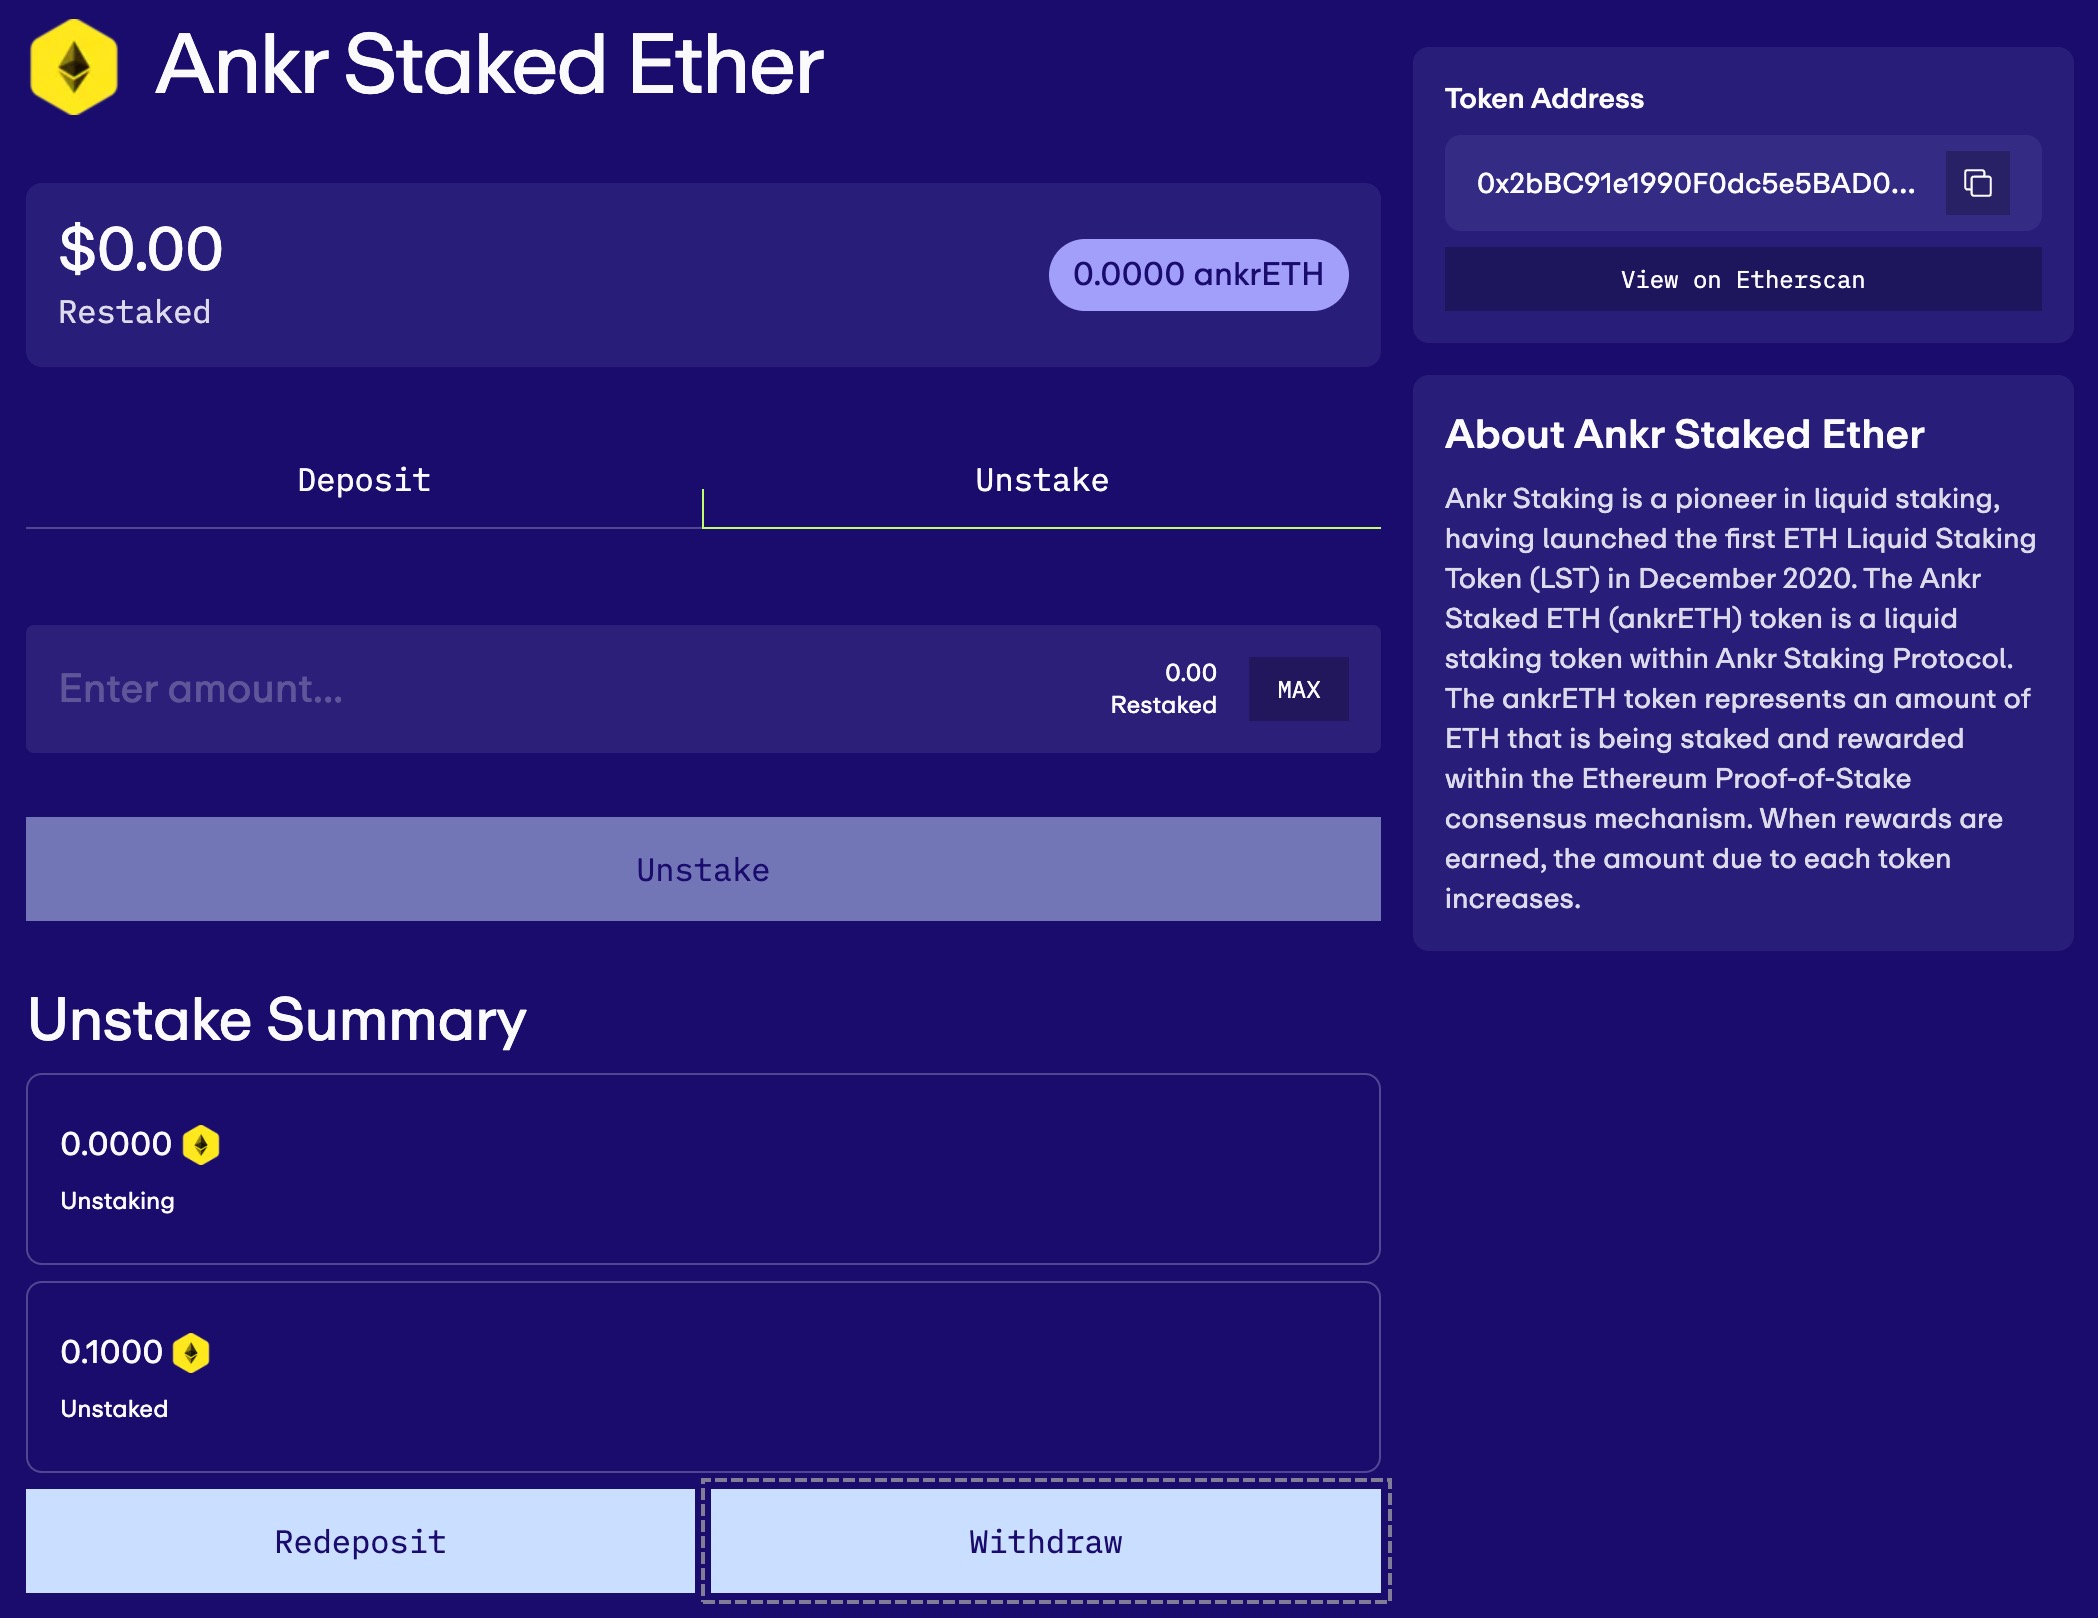 Ankr Staked Ether
$0.00
Restaked
0.0000 ankrETH
Deposit
Unstake
Enter amount...
0.00
Restaked
MAX
Unstake
Unstake Summary
0.0000
Unstaking
0.1000
Unstaked
Redeposit
Withdraw
Token Address
0x2bBC91e1990F0dc5e5BAD0...
View on Etherscan
About Ankr Staked Ether
Ankr Staking is a pioneer in liquid staking,
having launched the first ETH Liquid Staking
Token (LST) in December 2020. The Ankr
Staked ETH (ankrETH) token is a liquid
staking token within Ankr Staking Protocol.
The ankrETH token represents an amount of
ETH that is being staked and rewarded
within the Ethereum Proof-of-Stake
consensus mechanism. When rewards are
earned, the amount due to each token
increases.